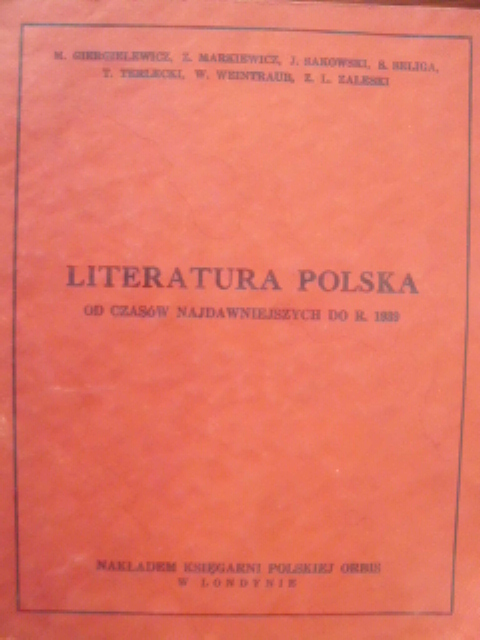 M. GIERGIELEWICZ, Z. MARKIEWICZ, J. SAKOWSKI, S. SELIGA,
T. TERLECKI, W. WEINTRAUB, Z. L. ZALESKI
LITERATURA POLSKA
OD CZASÓW NAJDAWNIEJSZYCH DO R. 1939
NAKŁADEM KSIĘGARNI POLSKIEJ ORBIS
W LONDYNIE